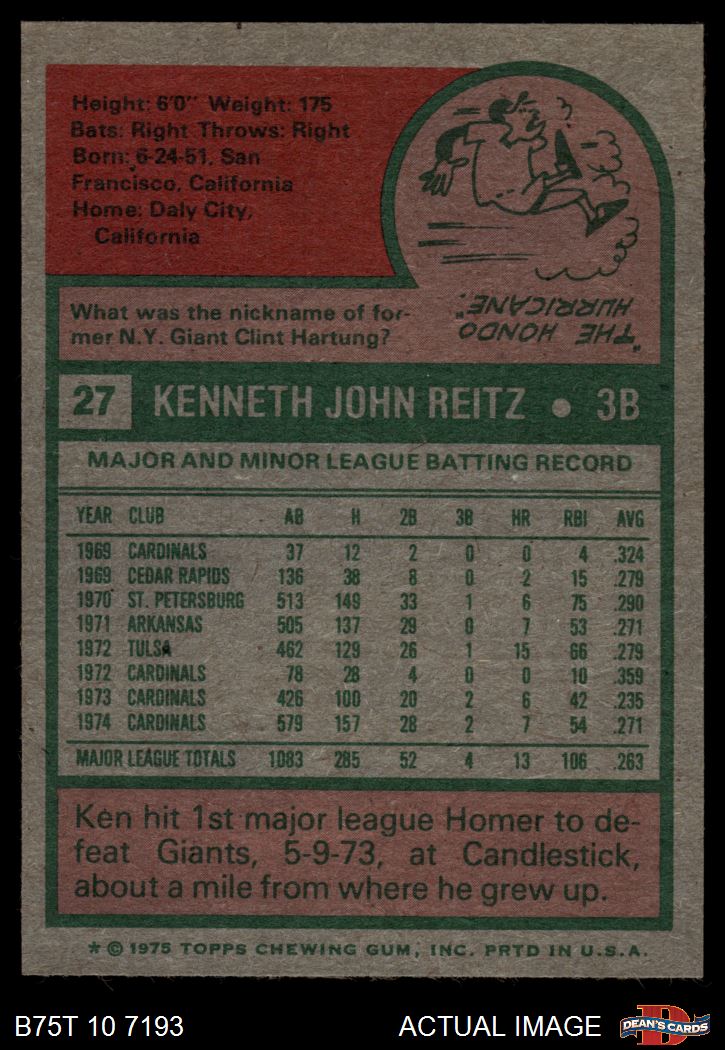 Height: 6'0" Weight: 175
Bats: Right Throws: Right
Born: 6-24-51, San
Francisco, California
Home: Daly City,
California
What was the nickname of for-
mer N.Y. Giant Clint Hartung?
"THE HONDO
HURRICANE."
27 KENNETH JOHN REITZ • 3B
MAJOR AND MINOR LEAGUE BATTING RECORD
YEAR CLUB AB H 2B 3B HR RBI AVG
1969 CARDINALS 37 12 2 0 0 4 .324
1969 CEDAR RAPIDS 136 38 8 0 2 15 .279
1970 ST. PETERSBURG 513 149 33 1 6 75 .290
1971 ARKANSAS 505 137 29 0 7 53 .271
1972 TULSA 462 129 26 1 15 66 .279
1972 CARDINALS 78 28 4 0 0 10 .359
1973 CARDINALS 426 100 20 2 6 42 .235
1974 CARDINALS 579 157 28 2 7 54 .271
MAJOR LEAGUE TOTALS 1083 285 52 4 13 106 .263
Ken hit 1st major league Homer to de-
feat Giants, 5-9-73, at Candlestick,
about a mile from where he grew up.
* © 1975 TOPPS CHEWING GUM, INC. PRTD IN U.S.A.
B75T 10 7193 ACTUAL IMAGE DEAN'S CARDS